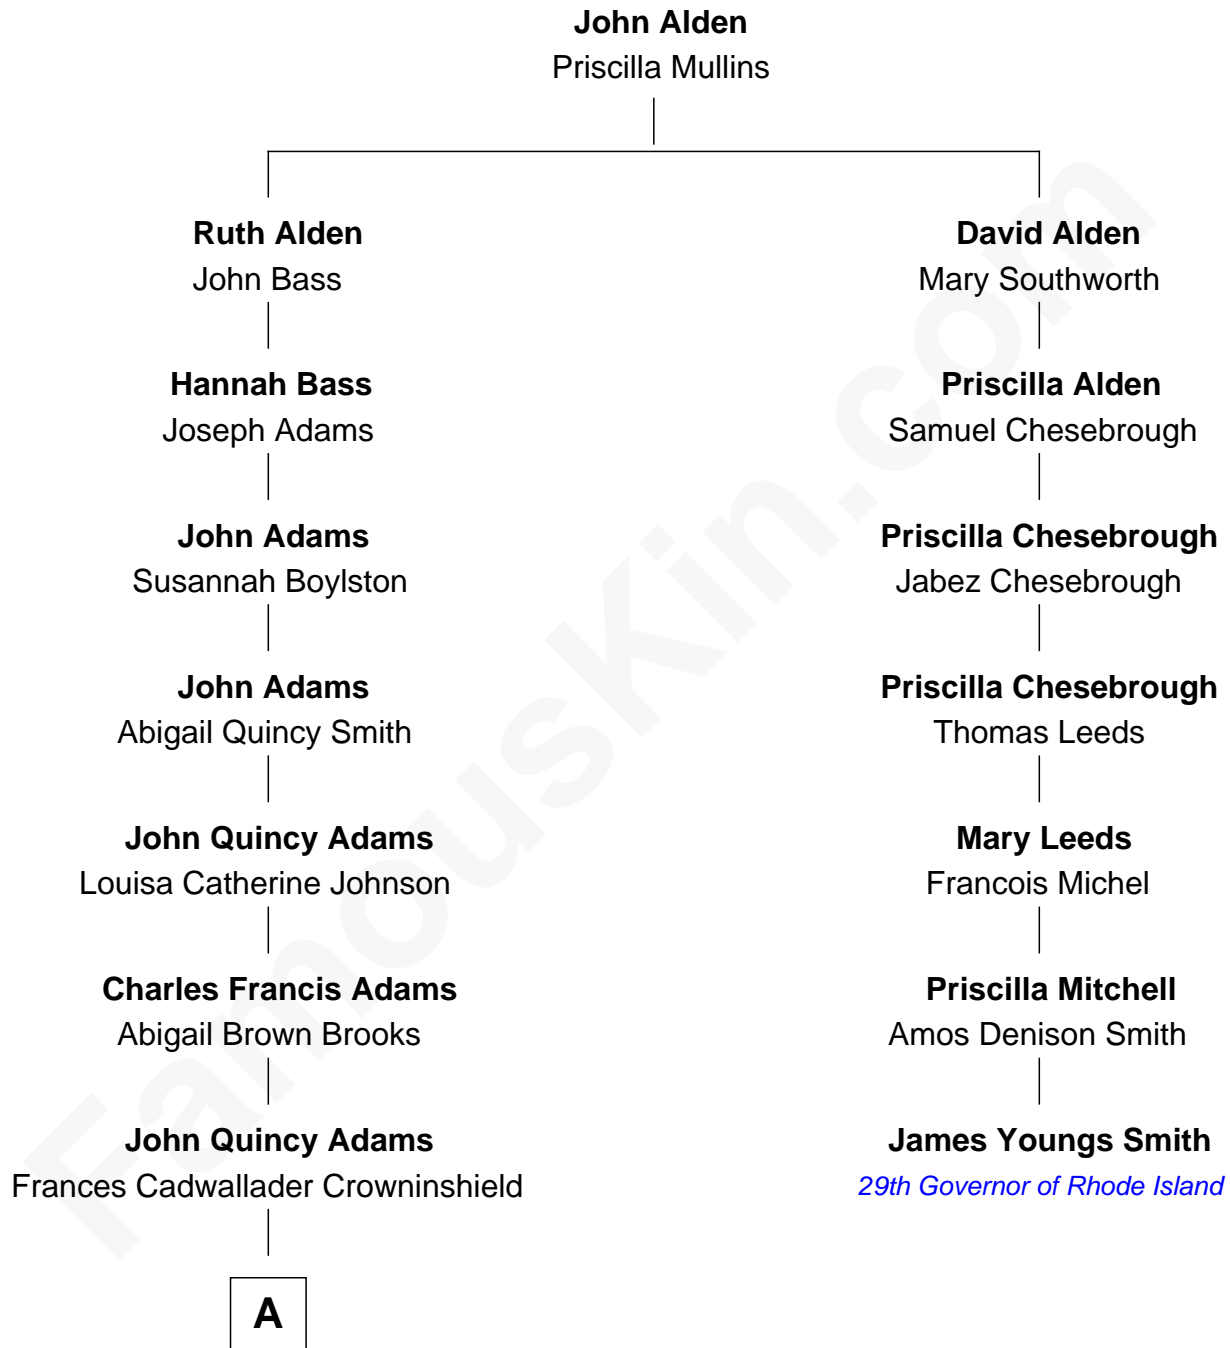 John Alden
Priscilla Mullins
Ruth Alden
John Bass
David Alden
Mary Southworth
Hannah Bass
Joseph Adams
Priscilla Alden
Samuel Chesebrough
John Adams
Susannah Boylston
Priscilla Chesebrough
Jabez Chesebrough
John Adams
Abigail Quincy Smith
Priscilla Chesebrough
Thomas Leeds
John Quincy Adams
Louisa Catherine Johnson
Mary Leeds
Francois Michel
Charles Francis Adams
Abigail Brown Brooks
Priscilla Mitchell
Amos Denison Smith
John Quincy Adams
Frances Cadwallader Crowninshield
James Youngs Smith
29th Governor of Rhode Island
A
FamousKin.com